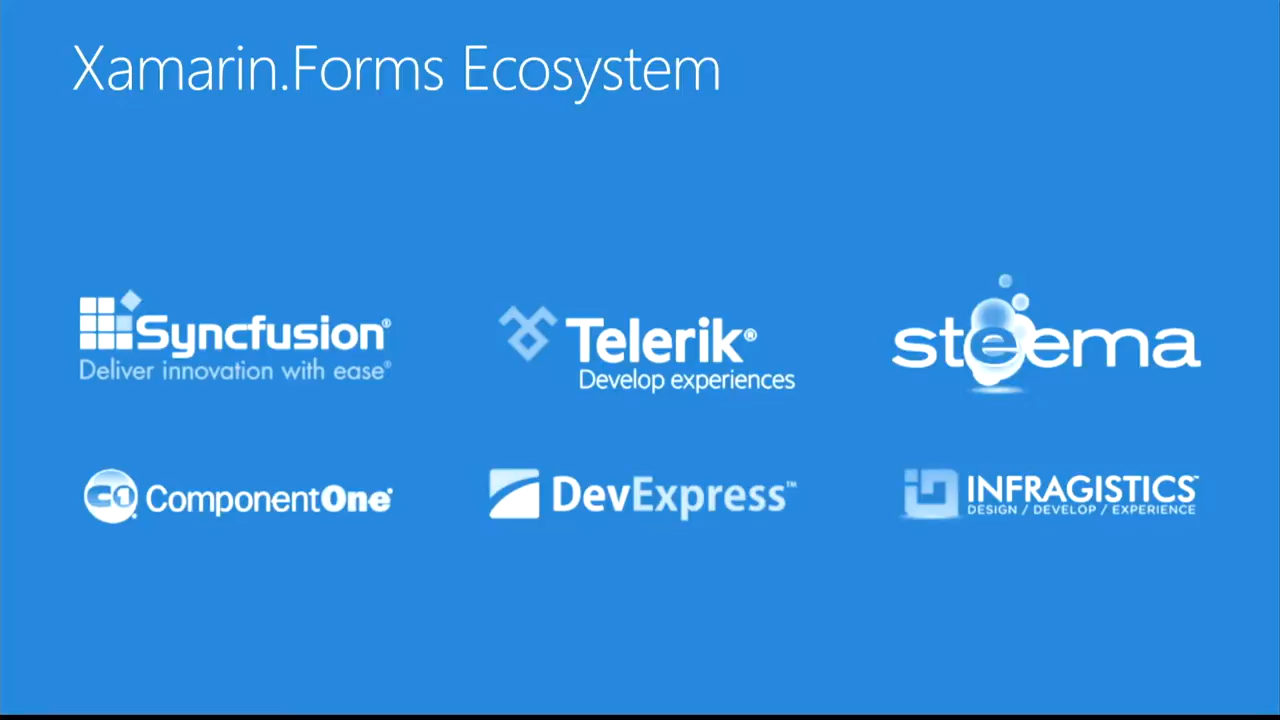 Xamarin.Forms Ecosystem
Syncfusion®
Deliver innovation with ease®
Telerik®
Develop experiences
steema
C1 ComponentOne®
DevExpress™
INFRAGISTICS™
DESIGN / DEVELOP / EXPERIENCE